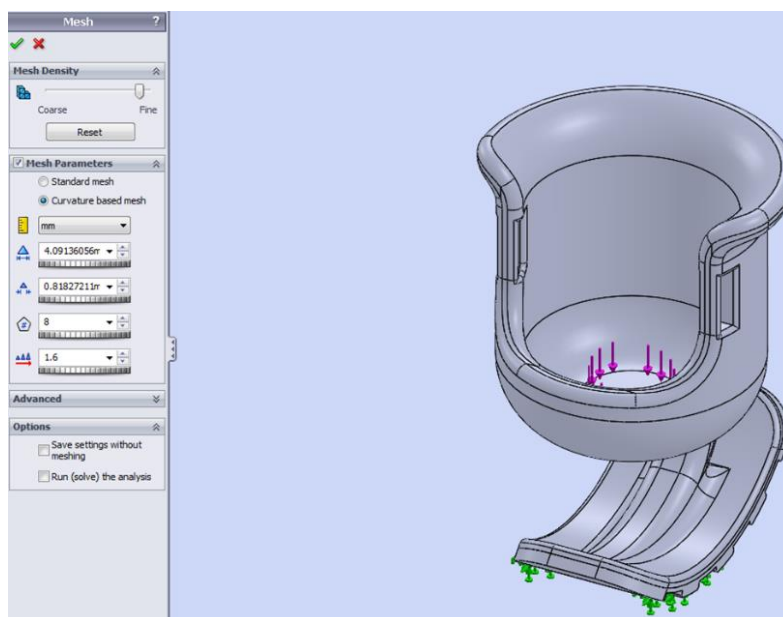 Mesh ?
Mesh Density
Coarse Fine
Reset
Mesh Parameters
Standard mesh
Curvature based mesh
mm
4.09136056m
0.81827211m
#
8
1.6
Advanced
Options
Save settings without
meshing
Run (solve) the analysis